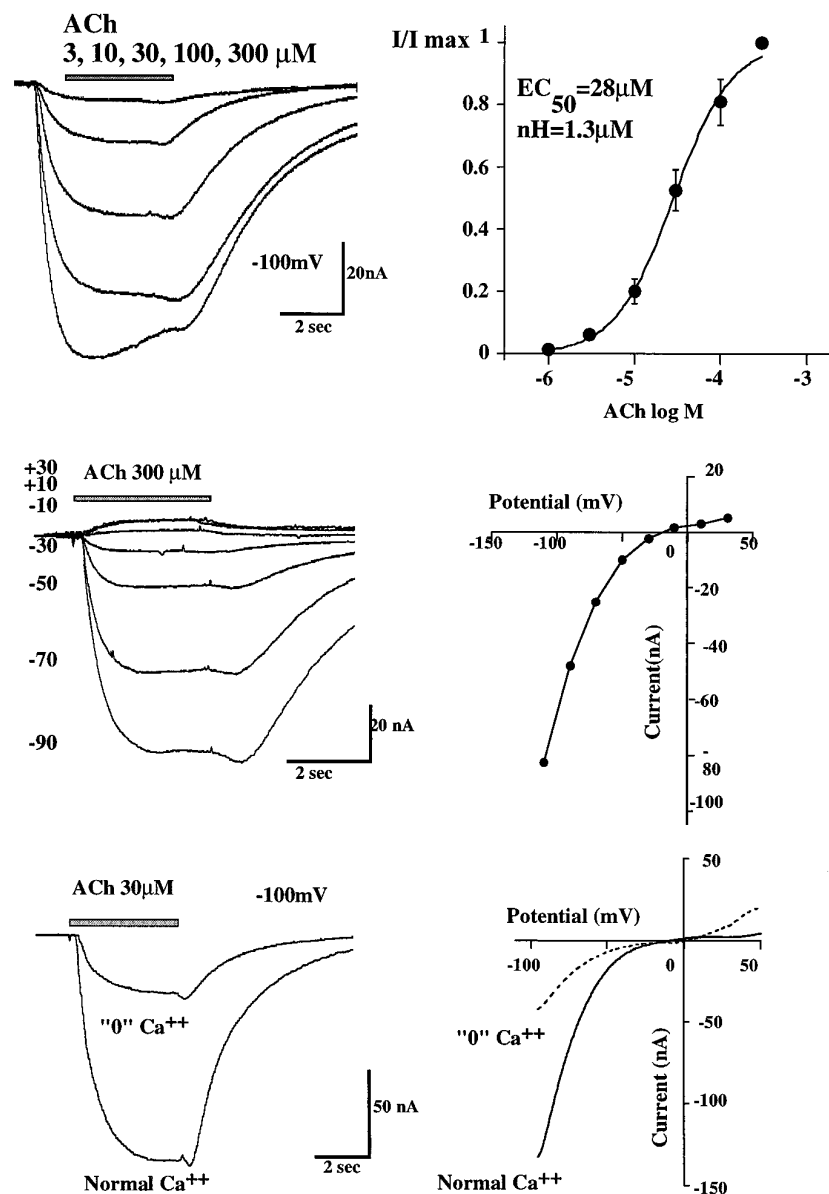 ACh
3, 10, 30, 100, 300 μM
-100mV
20nA
2 sec
I/I max
1
0.8
0.6
0.4
0.2
0
EC50=28μM
nH=1.3μM
-6
-5
-4
-3
ACh log M
+30
+10
-10
-30
-50
-70
-90
ACh 300 μM
20 nA
2 sec
20
Potential (mV)
-150
-100
0
50
-20
-40
-60
-
80
-100
Current(nA)
ACh 30μM
-100mV
"0" Ca++
50 nA
2 sec
Normal Ca++
50
Potential (mV)
-100
0
50
"0" Ca++
-50
-100
-150
Current (nA)
Normal Ca++